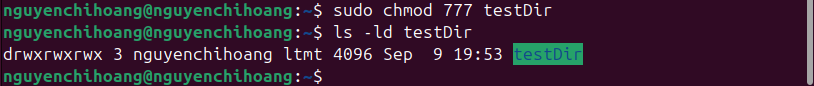 nguyenchihoang@nguyenchihoang:~$ sudo chmod 777 testDir
nguyenchihoang@nguyenchihoang:~$ ls -ld testDir
drwxrwxrwx 3 nguyenchihoang ltmt 4096 Sep  9 19:53 testDir
nguyenchihoang@nguyenchihoang:~$